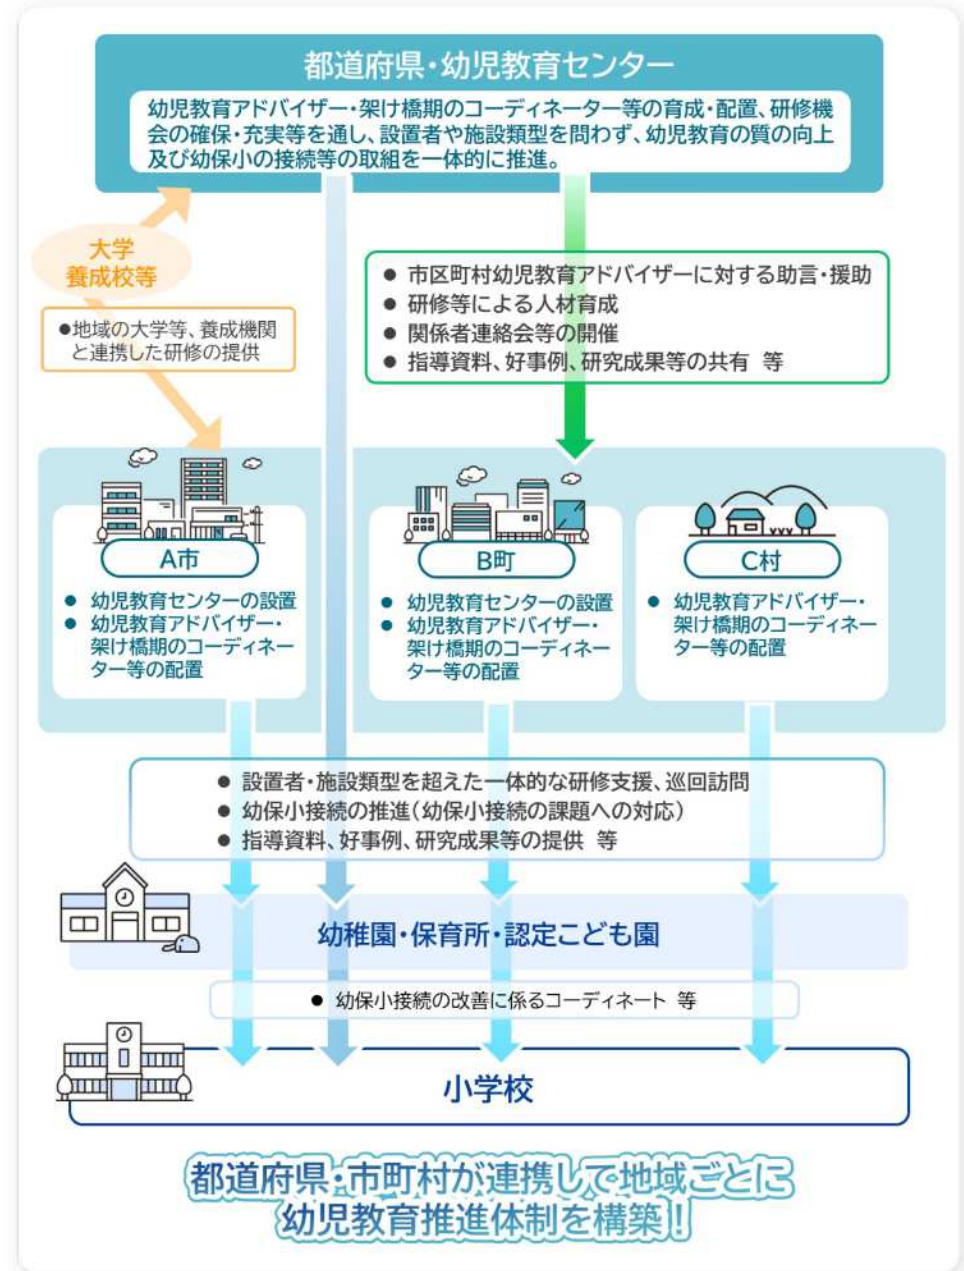 都道府県・幼児教育センター
幼児教育アドバイザー・架け橋期のコーディネーター等の育成・配置、研修機
会の確保・充実等を通し、設置者や施設類型を問わず、幼児教育の質の向上
及び幼保小の接続等の取組を一体的に推進。
大学
養成校等
●地域の大学等、養成機関
と連携した研修の提供
● 市区町村幼児教育アドバイザーに対する助言・援助
● 研修等による人材育成
● 関係者連絡会等の開催
● 指導資料、好事例、研究成果等の共有 等
A市
● 幼児教育センターの設置
● 幼児教育アドバイザー・
架け橋期のコーディネー
ター等の配置
B町
● 幼児教育センターの設置
● 幼児教育アドバイザー・
架け橋期のコーディネー
ター等の配置
C村
● 幼児教育アドバイザー・
架け橋期のコーディネー
ター等の配置
● 設置者・施設類型を超えた一体的な研修支援、巡回訪問
● 幼保小接続の推進(幼保小接続の課題への対応)
● 指導資料、好事例、研究成果等の提供 等
幼稚園・保育所・認定こども園
● 幼保小接続の改善に係るコーディネート 等
小学校
都道府県・市町村が連携して地域ごとに
幼児教育推進体制を構築!